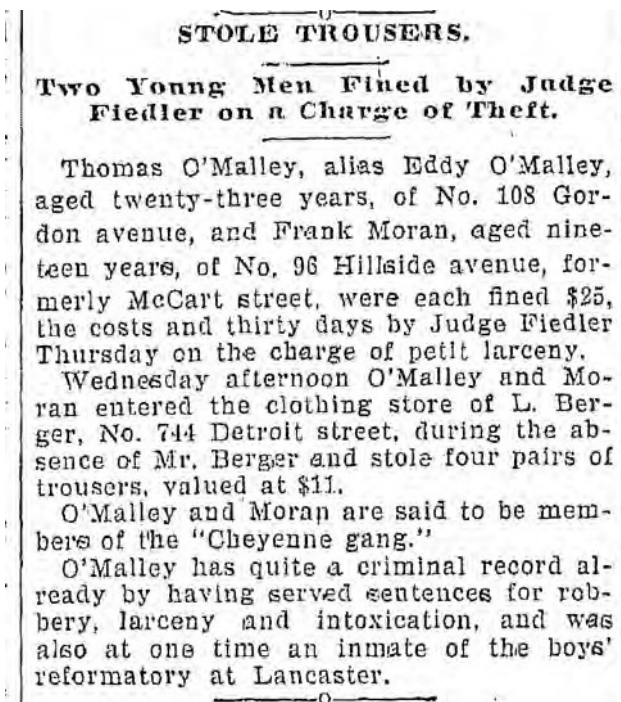 STOLE TROUSERS.
Two Young Men Fined by Judge
Fiedler on a Charge of Theft.
Thomas O'Malley, alias Eddy O'Malley,
aged twenty-three years, of No. 108 Gor-
don avenue, and Frank Moran, aged nine-
teen years, of No. 96 Hillside avenue, for-
merly McCart street, were each fined $25,
the costs and thirty days by Judge Fiedler
Thursday on the charge of petit larceny.
Wednesday afternoon O'Malley and Mo-
ran entered the clothing store of L. Ber-
ger, No. 744 Detroit street, during the ab-
sence of Mr. Berger and stole four pairs of
trousers, valued at $11.
O'Malley and Moran are said to be mem-
bers of the "Cheyenne gang."
O'Malley has quite a criminal record al-
ready by having served sentences for rob-
bery, larceny and intoxication, and was
also at one time an inmate of the boys'
reformatory at Lancaster.